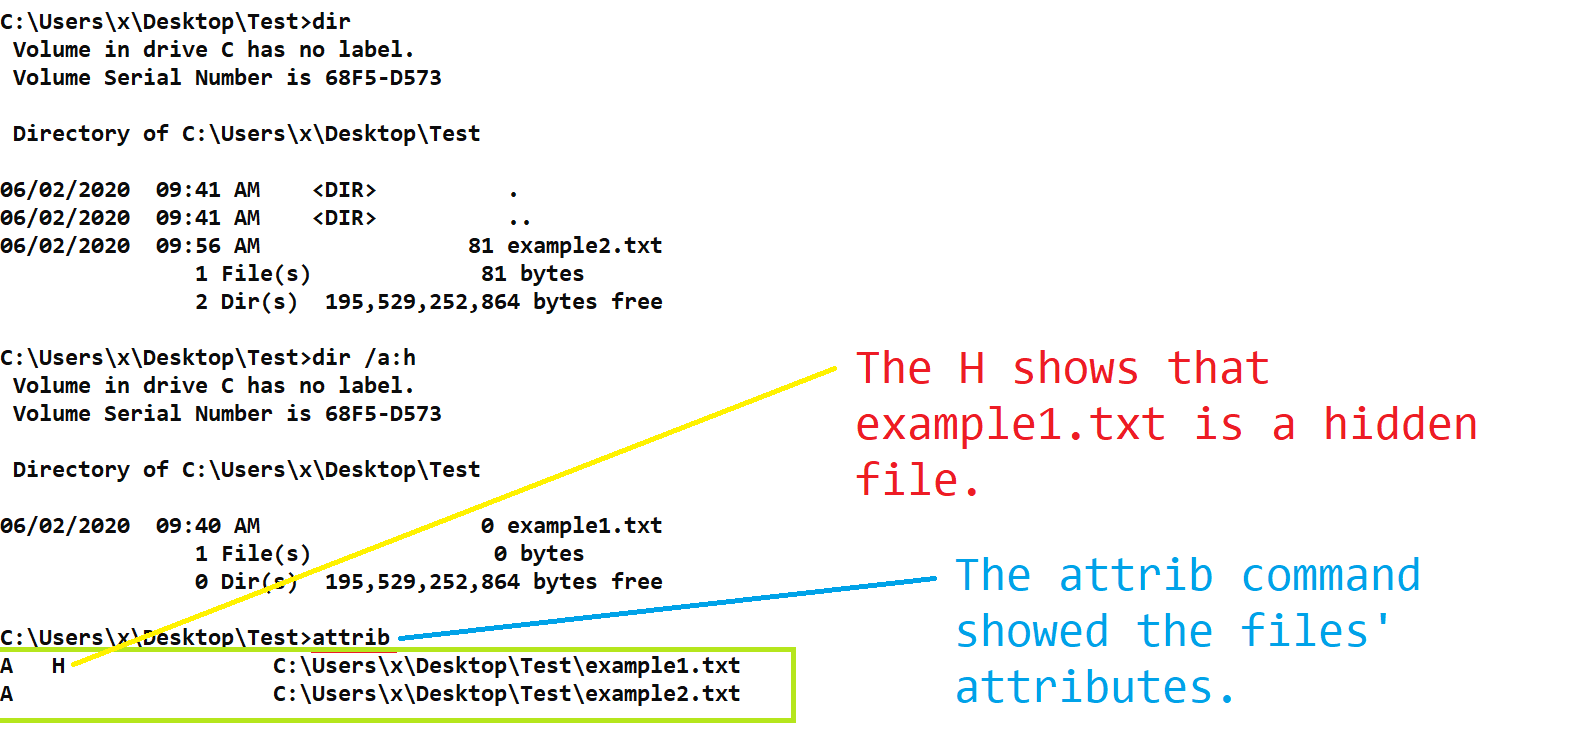 C:\Users\x\Desktop\Test>dir
 Volume in drive C has no label.
 Volume Serial Number is 68F5-D573

 Directory of C:\Users\x\Desktop\Test

06/02/2020  09:41 AM    <DIR>          .
06/02/2020  09:41 AM    <DIR>          ..
06/02/2020  09:56 AM                81 example2.txt
               1 File(s)             81 bytes
               2 Dir(s)  195,529,252,864 bytes free

C:\Users\x\Desktop\Test>dir /a:h
 Volume in drive C has no label.
 Volume Serial Number is 68F5-D573

 Directory of C:\Users\x\Desktop\Test

06/02/2020  09:40 AM                 0 example1.txt
               1 File(s)              0 bytes
               0 Dir(s)  195,529,252,864 bytes free

C:\Users\x\Desktop\Test>attrib
A   H                C:\Users\x\Desktop\Test\example1.txt
A                    C:\Users\x\Desktop\Test\example2.txt
The H shows that
example1.txt is a hidden
file.
The attrib command
showed the files'
attributes.